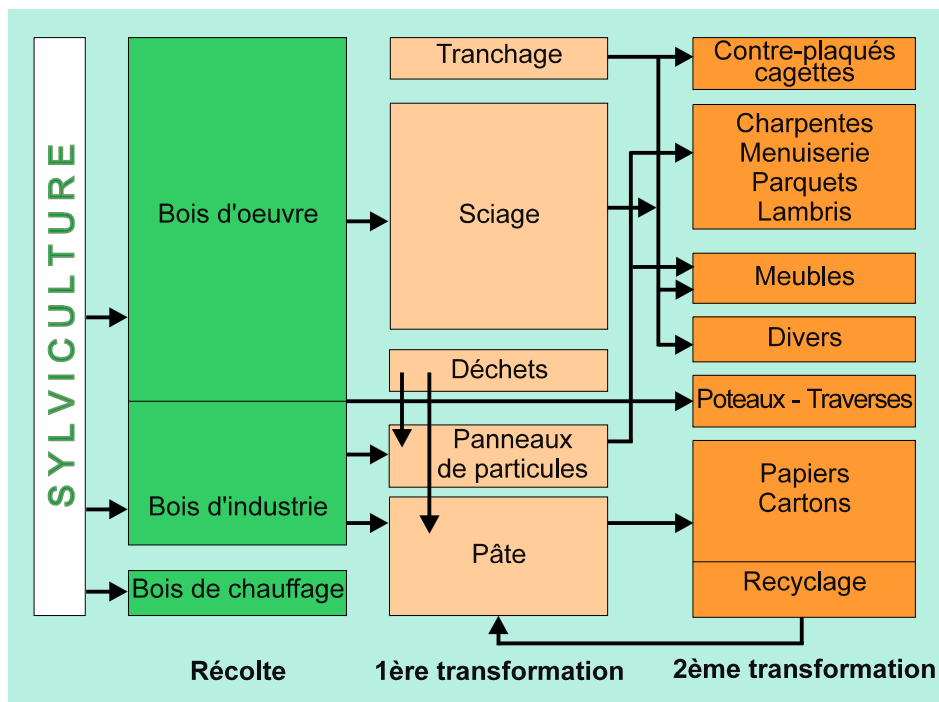 SYLVICULTURE
Bois d'oeuvre
Bois d'industrie
Bois de chauffage
Récolte
Tranchage
Sciage
Déchets
Panneaux
de particules
Pâte
1ère transformation
Contre-plaqués
cagettes
Charpentes
Menuiserie
Parquets
Lambris
Meubles
Divers
Poteaux - Traverses
Papiers
Cartons
Recyclage
2ème transformation